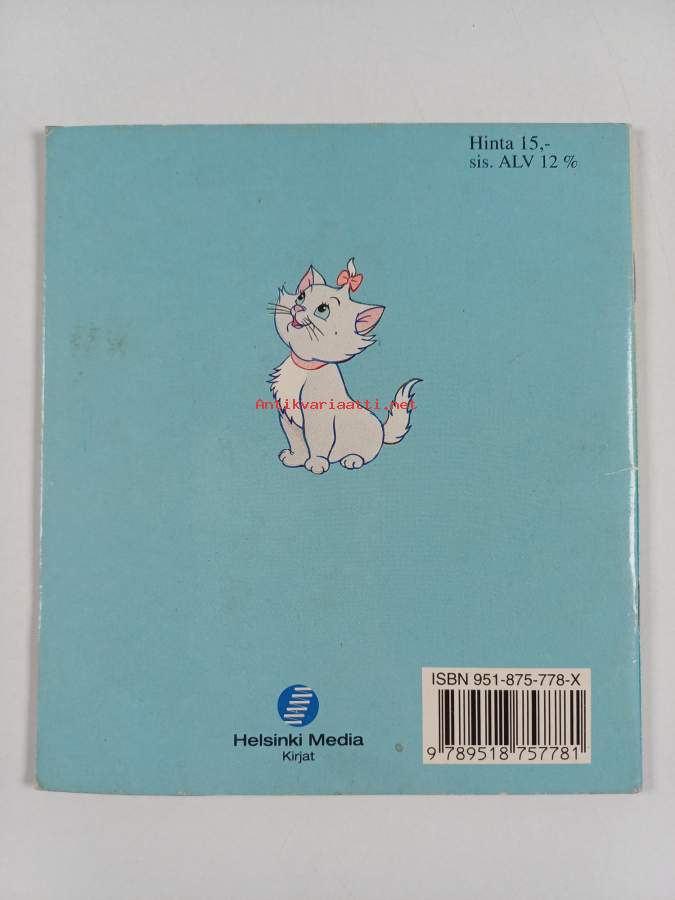 Hinta 15,-
sis. ALV 12 %
Antikvariaatti.net
ISBN 951-875-778-X
Helsinki Media
Kirjat
9 789518 757781